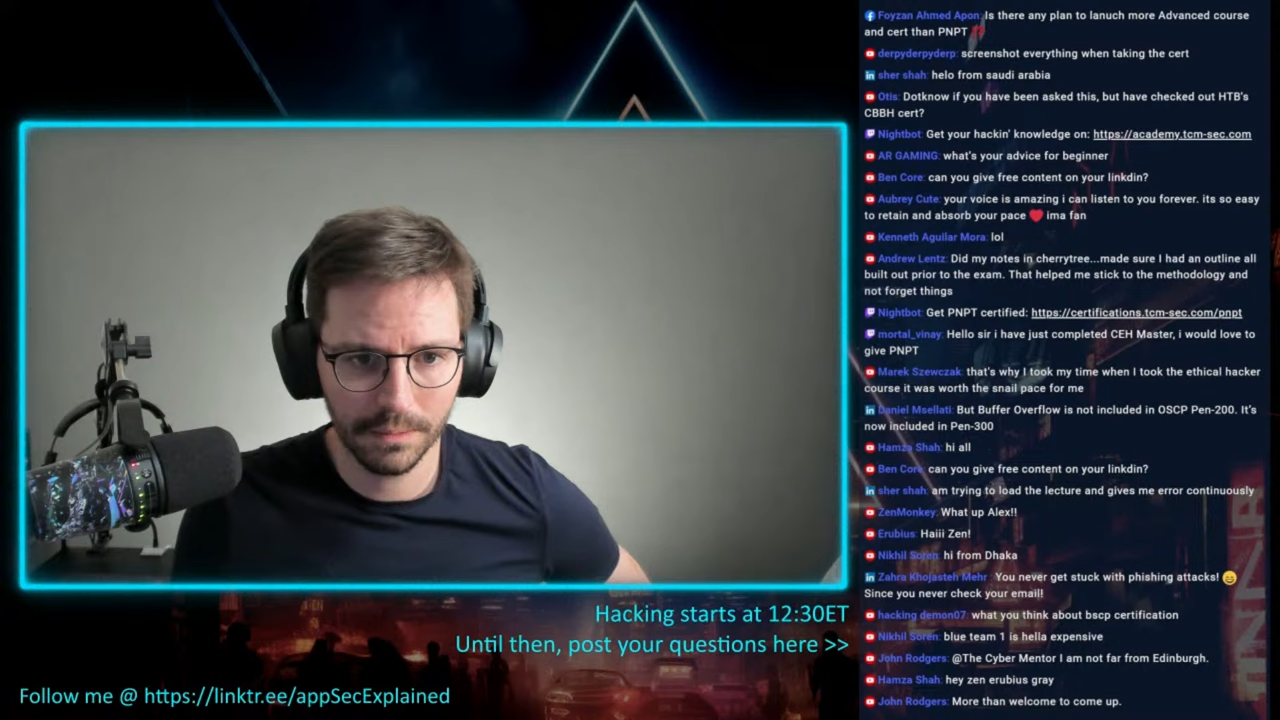 Foyzan Ahmed Apon: Is there any plan to lanuch more Advanced course
and cert than PNPT
derpyderpyderp: screenshot everything when taking the cert
sher shah: helo from saudi arabia
Otis: Dotknow if you have been asked this, but have checked out HTB's
CBBH cert?
Nightbot: Get your hackin' knowledge on: https://academy.tcm-sec.com
AR GAMING: what's your advice for beginner
Ben Core: can you give free content on your linkdin?
Aubrey Cute: your voice is amazing i can listen to you forever. its so easy
to retain and absorb your pace ❤️ ima fan
Kenneth Aguilar Mora: lol
Andrew Lentz: Did my notes in cherrytree...made sure I had an outline all
built out prior to the exam. That helped me stick to the methodology and
not forget things
Nightbot: Get PNPT certified: https://certifications.tcm-sec.com/pnpt
mortal_vinay: Hello sir i have just completed CEH Master, i would love to
give PNPT
Marek Szewczak: that's why I took my time when I took the ethical hacker
course it was worth the snail pace for me
Daniel Msellati: But Buffer Overflow is not included in OSCP Pen-200. It's
now included in Pen-300
Hamza Shah: hi all
Ben Core: can you give free content on your linkdin?
sher shah: am trying to load the lecture and gives me error continuously
ZenMonkey: What up Alex!!
Erubius: Haiii Zen!
Nikhil Soren: hi from Dhaka
Zahra Khojasteh Mehr: You never get stuck with phishing attacks! 😄
Since you never check your email!
hacking demon07: what you think about bscp certification
Nikhil Soren: blue team 1 is hella expensive
John Rodgers: @The Cyber Mentor I am not far from Edinburgh.
Hamza Shah: hey zen erubius gray
John Rodgers: More than welcome to come up.
Hacking starts at 12:30ET
Until then, post your questions here >>
Follow me @ https://linktr.ee/appSecExplained